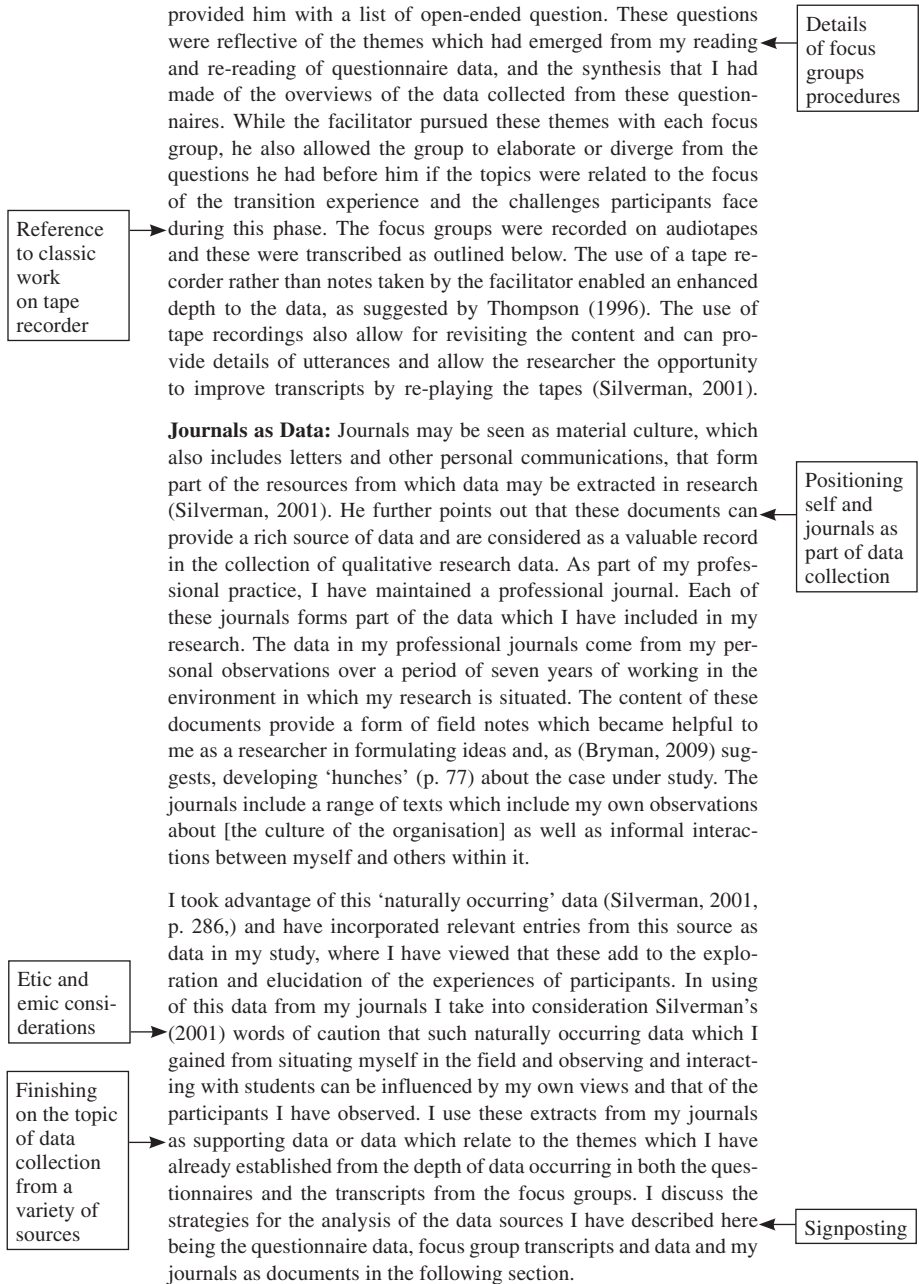 provided him with a list of open-ended question. These questions
were reflective of the themes which had emerged from my reading
and re-reading of questionnaire data, and the synthesis that I had
made of the overviews of the data collected from these question-
naires. While the facilitator pursued these themes with each focus
group, he also allowed the group to elaborate or diverge from the
questions he had before him if the topics were related to the focus
of the transition experience and the challenges participants face
during this phase. The focus groups were recorded on audiotapes
and these were transcribed as outlined below. The use of a tape re-
corder rather than notes taken by the facilitator enabled an enhanced
depth to the data, as suggested by Thompson (1996). The use of
tape recordings also allow for revisiting the content and can pro-
vide details of utterances and allow the researcher the opportunity
to improve transcripts by re-playing the tapes (Silverman, 2001).
Details
of focus
groups
procedures
Reference
to classic
work
on tape
recorder
Journals as Data: Journals may be seen as material culture, which
also includes letters and other personal communications, that form
part of the resources from which data may be extracted in research
(Silverman, 2001). He further points out that these documents can
provide a rich source of data and are considered as a valuable record
in the collection of qualitative research data. As part of my profes-
sional practice, I have maintained a professional journal. Each of
these journals forms part of the data which I have included in my
research. The data in my professional journals come from my per-
sonal observations over a period of seven years of working in the
environment in which my research is situated. The content of these
documents provide a form of field notes which became helpful to
me as a researcher in formulating ideas and, as (Bryman, 2009) sug-
gests, developing ‘hunches’ (p. 77) about the case under study. The
journals include a range of texts which include my own observations
about [the culture of the organisation] as well as informal interac-
tions between myself and others within it.
Positioning
self and
journals as
part of data
collection
I took advantage of this ‘naturally occurring’ data (Silverman, 2001,
p. 286,) and have incorporated relevant entries from this source as
data in my study, where I have viewed that these add to the explo-
ration and elucidation of the experiences of participants. In using
of this data from my journals I take into consideration Silverman’s
(2001) words of caution that such naturally occurring data which I
gained from situating myself in the field and observing and interact-
ing with students can be influenced by my own views and that of the
participants I have observed. I use these extracts from my journals
as supporting data or data which relate to the themes which I have
already established from the depth of data occurring in both the ques-
tionnaires and the transcripts from the focus groups. I discuss the
strategies for the analysis of the data sources I have described here
being the questionnaire data, focus group transcripts and data and my
journals as documents in the following section.
Etic and
emic consi-
derations
Finishing
on the topic
of data
collection
from a
variety of
sources
Signposting